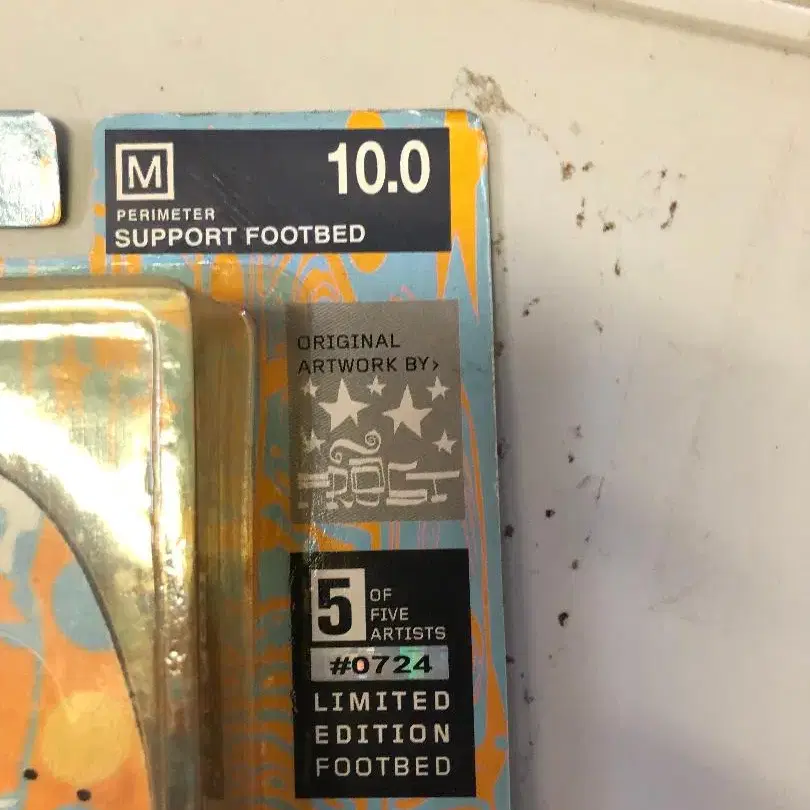 M 10.0
PERIMETER
SUPPORT FOOTBED
ORIGINAL
ARTWORK BY>
5 OF
FIVE
ARTISTS
#0724
LIMITED
EDITION
FOOTBED